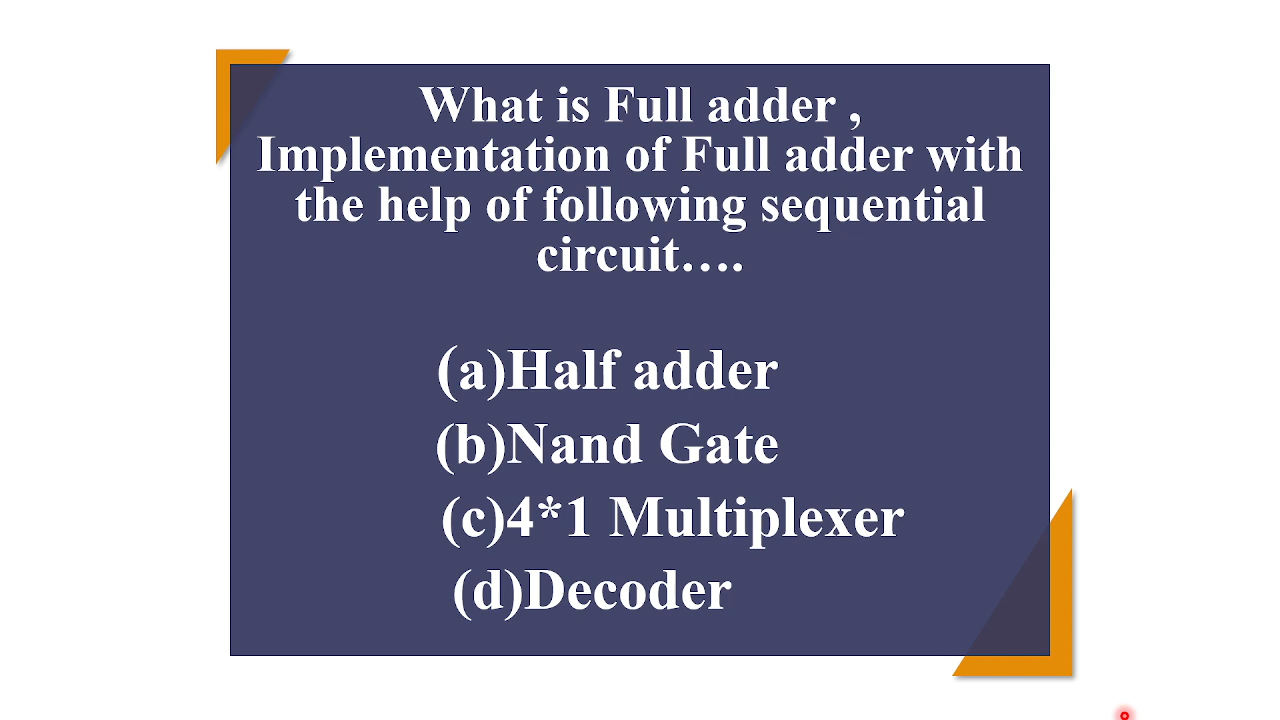 What is Full adder ,
Implementation of Full adder with
the help of following sequential
circuit….
(a)Half adder
(b)Nand Gate
(c)4*1 Multiplexer
(d)Decoder